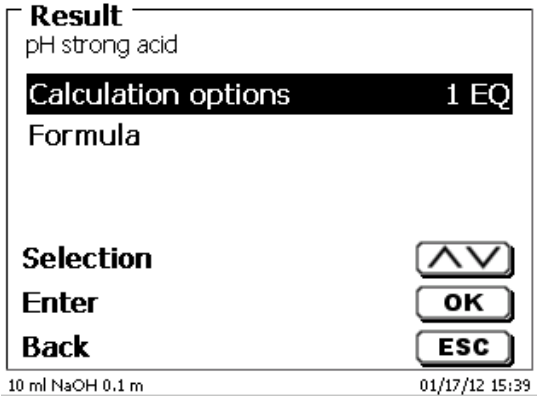 Result
pH strong acid
Calculation options 1 EQ
Formula
Selection
Enter OK
Back ESC
10 ml NaOH 0.1 m 01/17/12 15:39